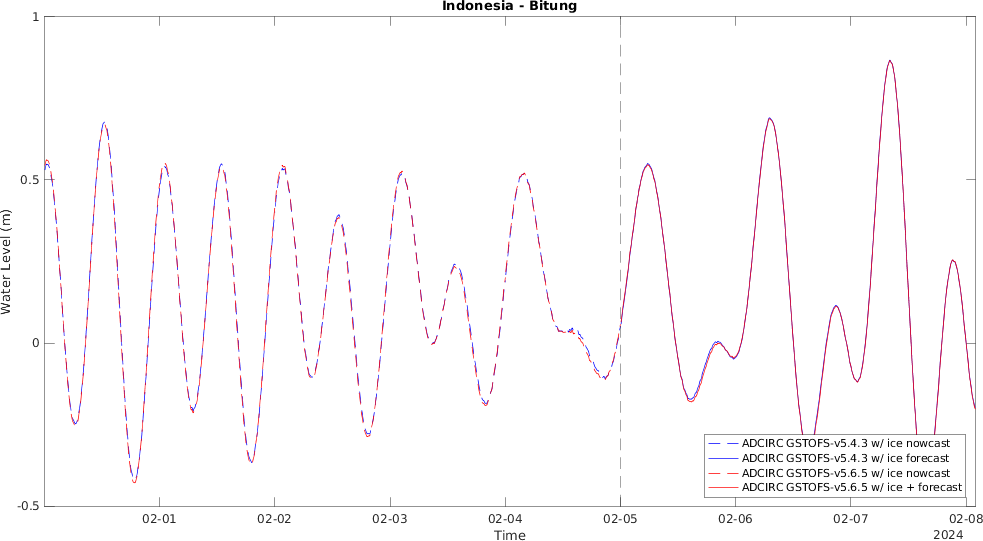 Indonesia - Bitung
1
0.5
0
-0.5
Water Level (m)
ADCIRC GSTOFS-v5.4.3 w/ ice nowcast
ADCIRC GSTOFS-v5.4.3 w/ ice forecast
ADCIRC GSTOFS-v5.6.5 w/ ice nowcast
ADCIRC GSTOFS-v5.6.5 w/ ice + forecast
02-01 02-02 02-03 02-04 02-05 02-06 02-07 02-08
Time
2024